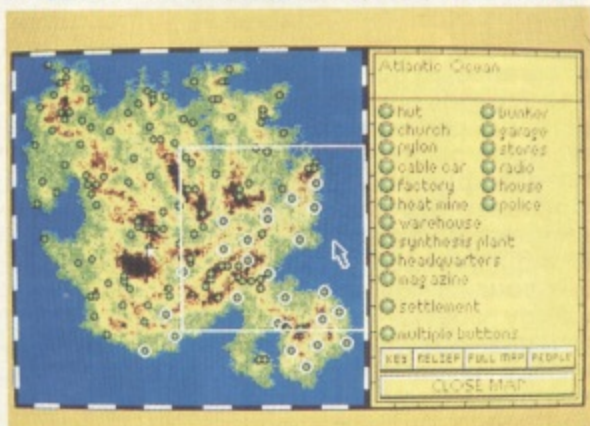 Atlantic Ocean
hut bunker
church garage
pylon stores
cable car radio
factory house
heat mine police
warehouse
synthesis plant
headquarters
magazine
settlement
multiple buttons
KEY RELIEF FULL MAP PEOPLE
CLOSE MAP